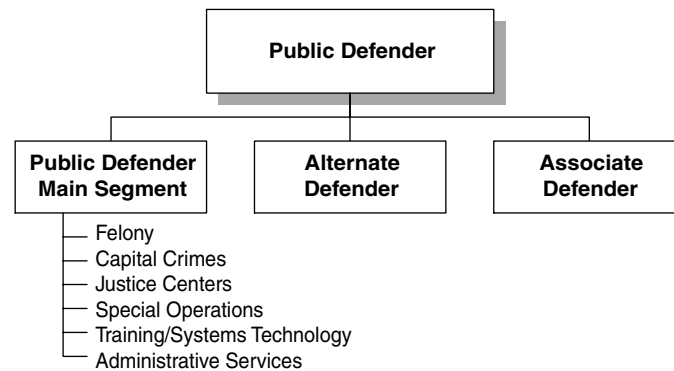 Public Defender
Public Defender
Main Segment
Alternate
Defender
Associate
Defender
Felony
Capital Crimes
Justice Centers
Special Operations
Training/Systems Technology
Administrative Services